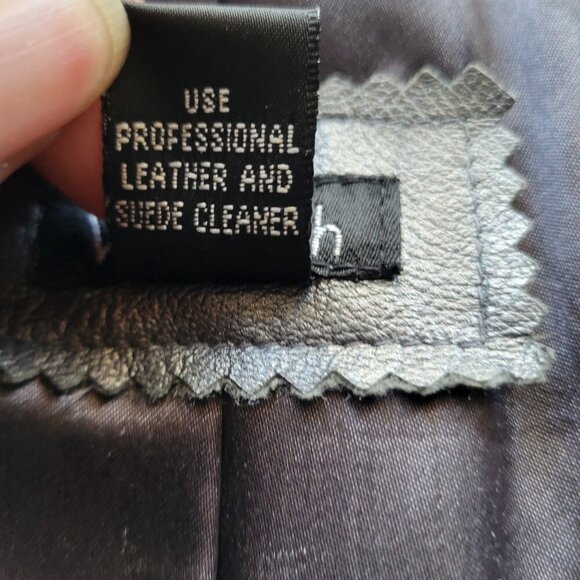 USE
PROFESSIONAL
LEATHER AND
SUEDE CLEANER
h